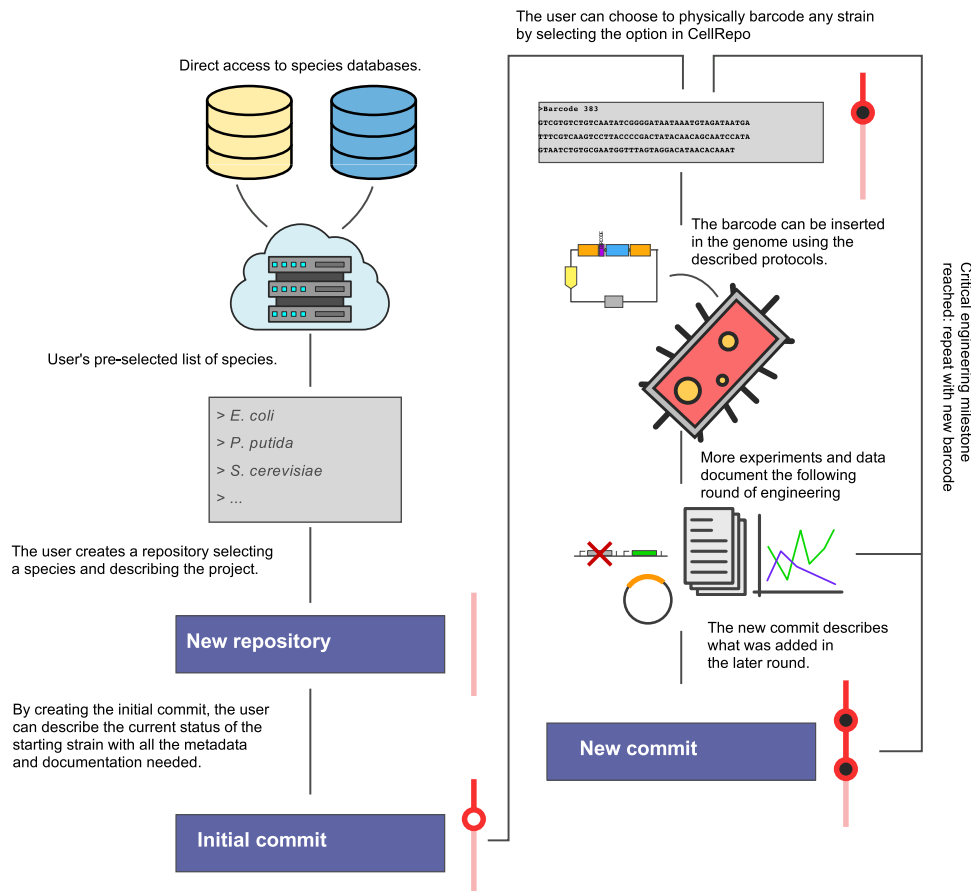 Direct access to species databases.
User's pre-selected list of species.
> E. coli
> P. putida
> S. cerevisiae
> ...
The user creates a repository selecting
a species and describing the project.
New repository
By creating the initial commit, the user
can describe the current status of the
starting strain with all the metadata
and documentation needed.
Initial commit
The user can choose to physically barcode any strain
by selecting the option in CellRepo
>Barcode 383
GTCGTGTCTGTCAATATCGGGGATAATAAATGTAGATAATGA
TTTCGTCAAGTCCTTACCCCGACTATACAACAGCAATCCATA
GTAATCTGTGCGAATGGTTTAGTAGGACATAACACAAAT
The barcode can be inserted
in the genome using the
described protocols.
BARCODE
More experiments and data
document the following
round of engineering
The new commit describes
what was added in
the later round.
New commit
Critical engineering milestone
reached: repeat with new barcode